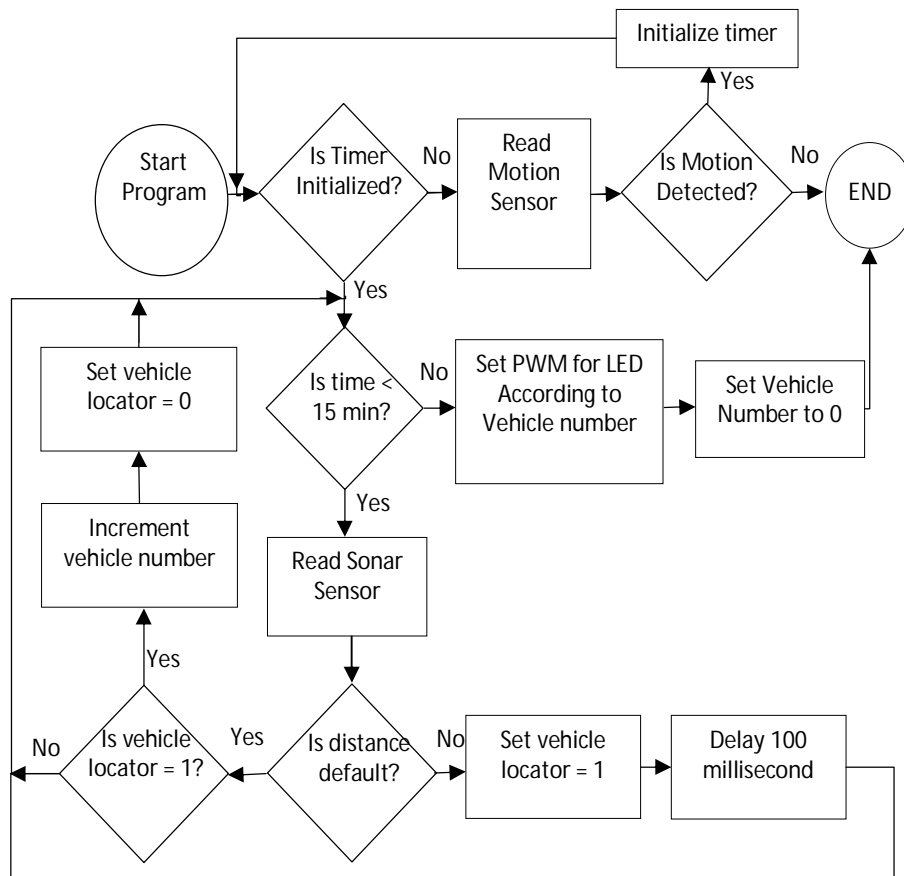 Initialize timer
Yes
Start
Program
Is Timer
Initialized?
No
Read
Motion
Sensor
Is Motion
Detected?
No
END
Yes
Set vehicle
locator = 0
Is time <
15 min?
No
Set PWM for LED
According to
Vehicle number
Set Vehicle
Number to 0
Yes
Increment
vehicle number
Read Sonar
Sensor
Yes
No
Is vehicle
locator = 1?
Yes
Is distance
default?
No
Set vehicle
locator = 1
Delay 100
millisecond